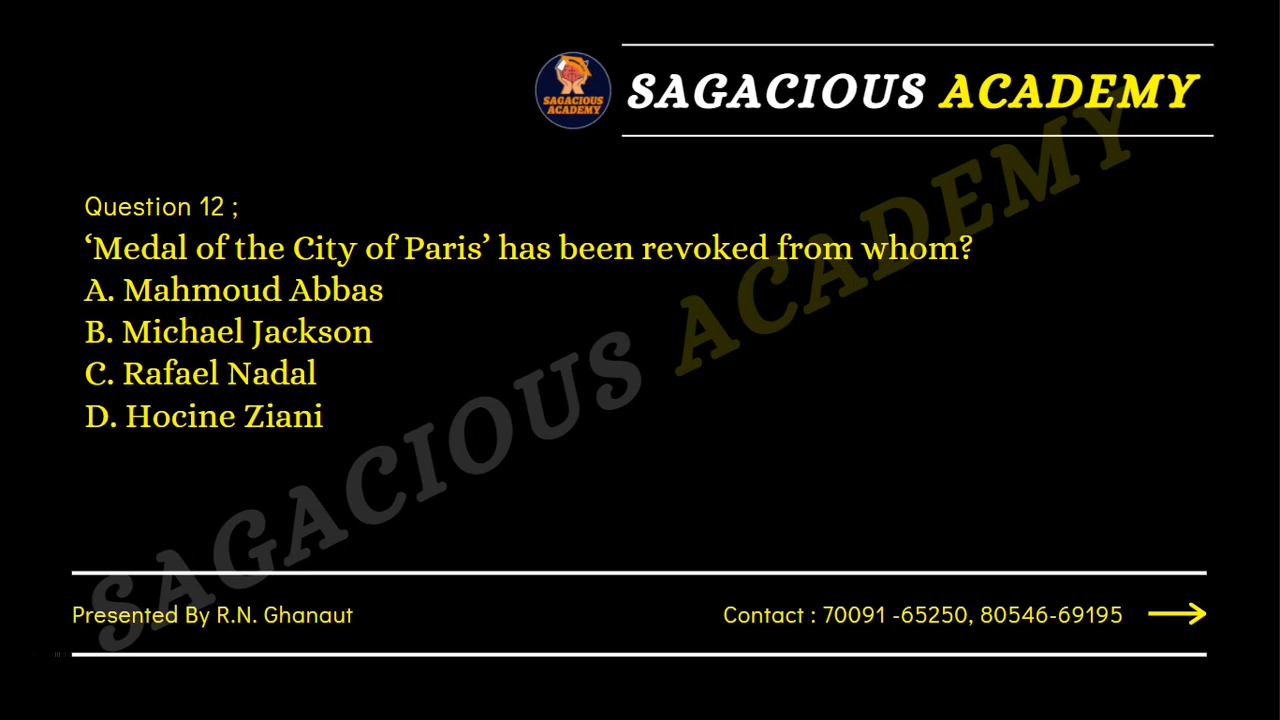 SAGACIOUS ACADEMY
SAGACIOUS
ACADEMY
Question 12 ;
‘Medal of the City of Paris’ has been revoked from whom?
A. Mahmoud Abbas
B. Michael Jackson
C. Rafael Nadal
D. Hocine Ziani
SAGACIOUS ACADEMY
Presented By R.N. Ghanaut
Contact : 70091 -65250, 80546-69195